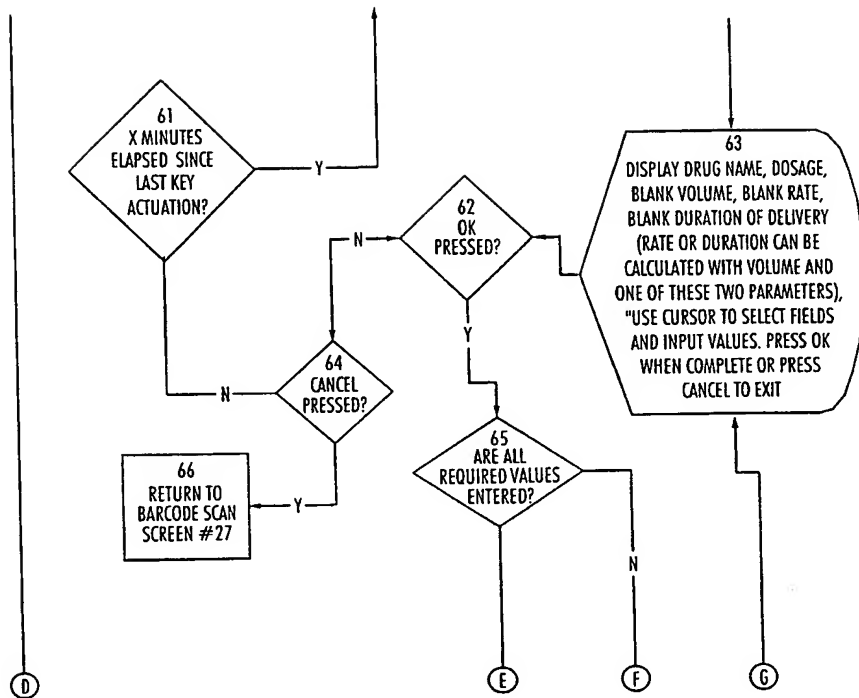 61
X MINUTES
ELAPSED SINCE
LAST KEY
ACTUATION?
Y
N
62
OK
PRESSED?
Y
63
DISPLAY DRUG NAME, DOSAGE,
BLANK VOLUME, BLANK RATE,
BLANK DURATION OF DELIVERY
(RATE OR DURATION CAN BE
CALCULATED WITH VOLUME AND
ONE OF THESE TWO PARAMETERS),
"USE CURSOR TO SELECT FIELDS
AND INPUT VALUES. PRESS OK
WHEN COMPLETE OR PRESS
CANCEL TO EXIT
64
CANCEL
PRESSED?
N
Y
65
ARE ALL
REQUIRED VALUES
ENTERED?
N
66
RETURN TO
BARCODE SCAN
SCREEN #27
D
E
F
G